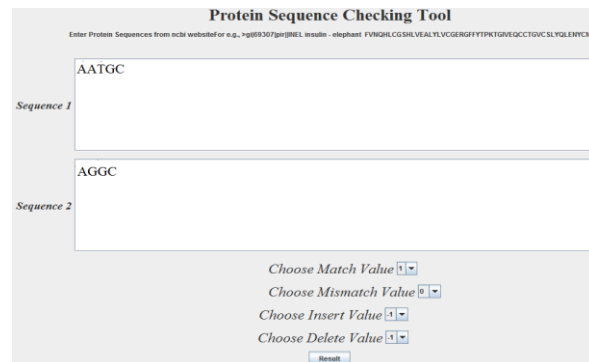 Protein Sequence Checking Tool
Enter Protein Sequences from ncbi websiteFor e.g., >gi|69307|pir||INEL insulin - elephant FVNQHLCGSHLVEALYLVCGERGFFYTPKTGIVEQCCTGVCSLYQLENYCN
AATGC
Sequence 1
AGGC
Sequence 2
Choose Match Value 1
Choose Mismatch Value 0
Choose Insert Value -1
Choose Delete Value -1
Result